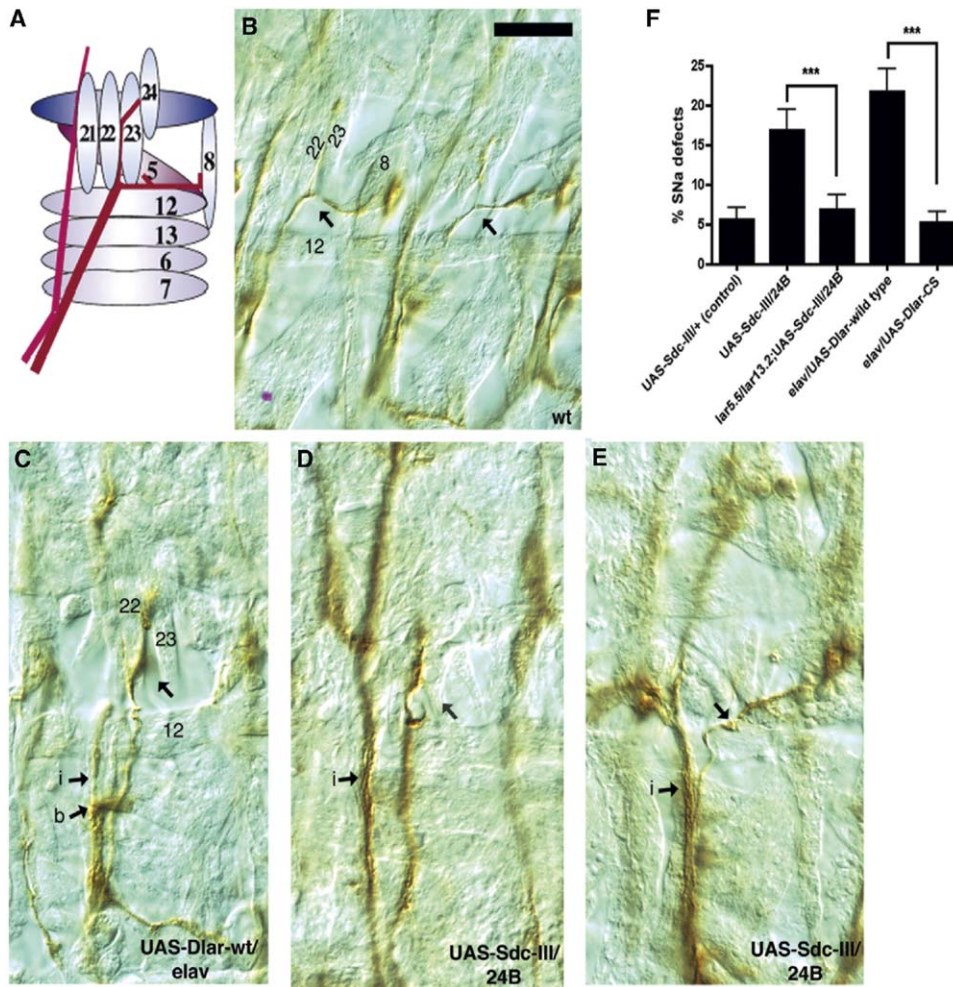 A
21
22
23
24
8
5
12
13
6
7
B
22
23
8
12
wt
F
% SNa defects
25
20
15
10
5
0
***
***
UAS-Sdc-III/+ (control)
UAS-Sdc-III/24B
lar5.5/lar13.2;UAS-Sdc-III/24B
elav/UAS-Dlar-wild type
elav/UAS-Dlar-CS
C
22
23
12
i
b
UAS-Dlar-wt/
elav
D
i
UAS-Sdc-III/
24B
E
i
UAS-Sdc-III/
24B